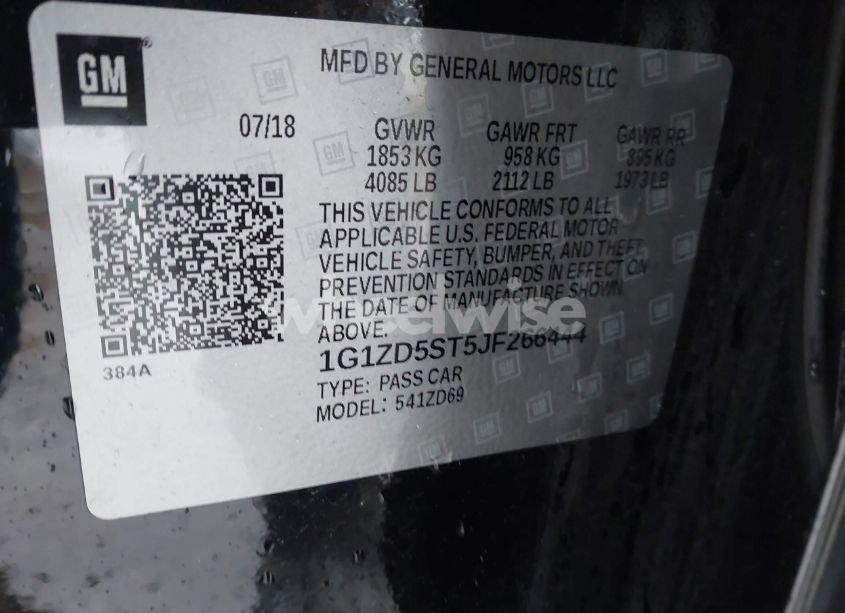 GM
MFD BY GENERAL MOTORS LLC
07/18 GVWR GAWR FRT GAWR RR
1853 KG 958 KG 895 KG
4085 LB 2112 LB 1973 LB
THIS VEHICLE CONFORMS TO ALL
APPLICABLE U.S. FEDERAL MOTOR
VEHICLE SAFETY, BUMPER, AND THEFT
PREVENTION STANDARDS IN EFFECT ON
THE DATE OF MANUFACTURE SHOWN
ABOVE.
wheelwise
1G1ZD5ST5JF266444
384A
TYPE: PASS CAR
MODEL: 541ZD69